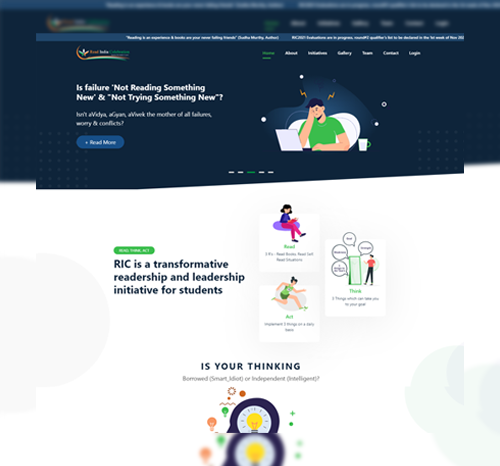 "Reading is an experience & books are your never failing friends" (Sudha Murthy, Author)
RIC2021 Evaluations are in progress, round#3 qualifier's list to be declared in the 1st week of Nov 202
Read India Celebration
Home About Initiatives Gallery Team Contact Login
Is failure 'Not Reading Something
New' & "Not Trying Something New"?
Isn't aVidya, aGyan, aVivek the mother of all failures,
worry & conflicts?
+ Read More
READ, THINK, ACT.
RIC is a transformative
readership and leadership
initiative for students
Read
3 R's - Read Books, Read Self
Read Situations
Think
3 Things which can take you
to your goal
Act
Implement 3 things on a daily
basis
IS YOUR THINKING
Borrowed (Smart_Idiot) or Independent (Intelligent)?